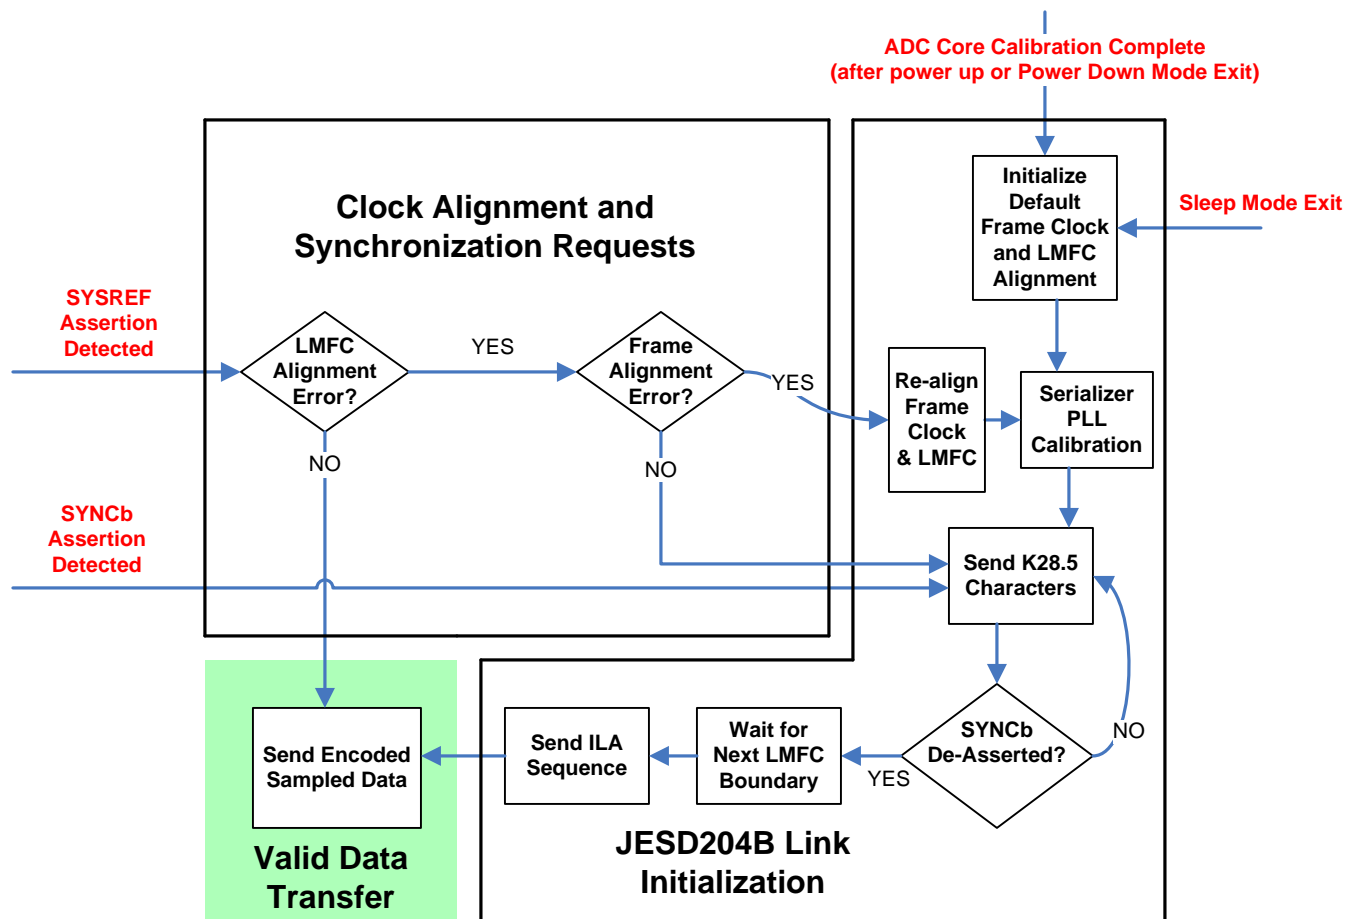 ADC Core Calibration Complete
(after power up or Power Down Mode Exit)
Clock Alignment and
Synchronization Requests
Initialize
Default
Frame Clock
and LMFC
Alignment
Sleep Mode Exit
SYSREF
Assertion
Detected
LMFC
Alignment
Error?
YES
Frame
Alignment
Error?
YES
Re-align
Frame
Clock
& LMFC
Serializer
PLL
Calibration
NO
NO
SYNCb
Assertion
Detected
Send K28.5
Characters
Send Encoded
Sampled Data
Send ILA
Sequence
Wait for
Next LMFC
Boundary
YES
SYNCb
De-Asserted?
NO
Valid Data
Transfer
JESD204B Link
Initialization